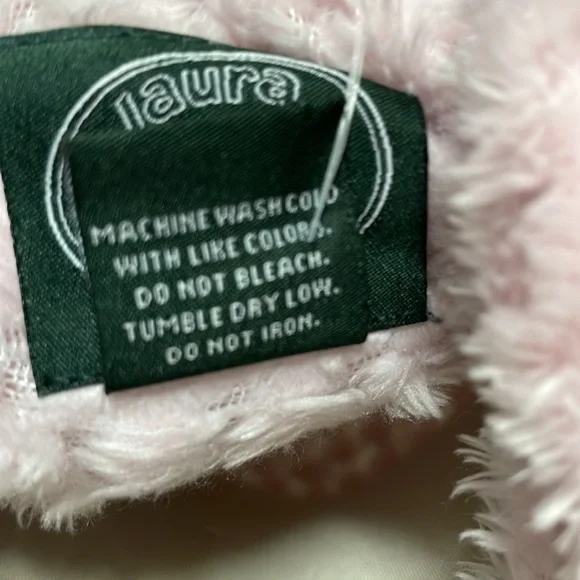 laura
MACHINE WASH COLD
WITH LIKE COLORS.
DO NOT BLEACH.
TUMBLE DRY LOW.
DO NOT IRON.